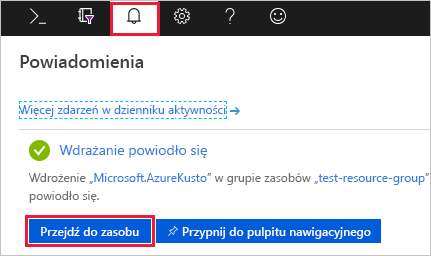 Powiadomienia
Więcej zdarzeń w dzienniku aktywności →
Wdrażanie powiodło się
Wdrożenie „Microsoft.AzureKusto” w grupie zasobów „test-resource-group”
powiodło się.
Przejdź do zasobu
Przypnij do pulpitu nawigacyjnego